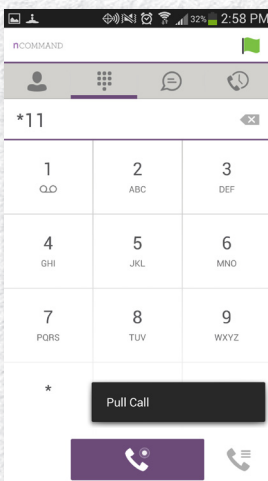 32% 2:58 PM
nCOMMAND
*11
1 2 3
ABC DEF
4 5 6
GHI JKL MNO
7 8 9
PQRS TUV WXYZ
*
Pull Call